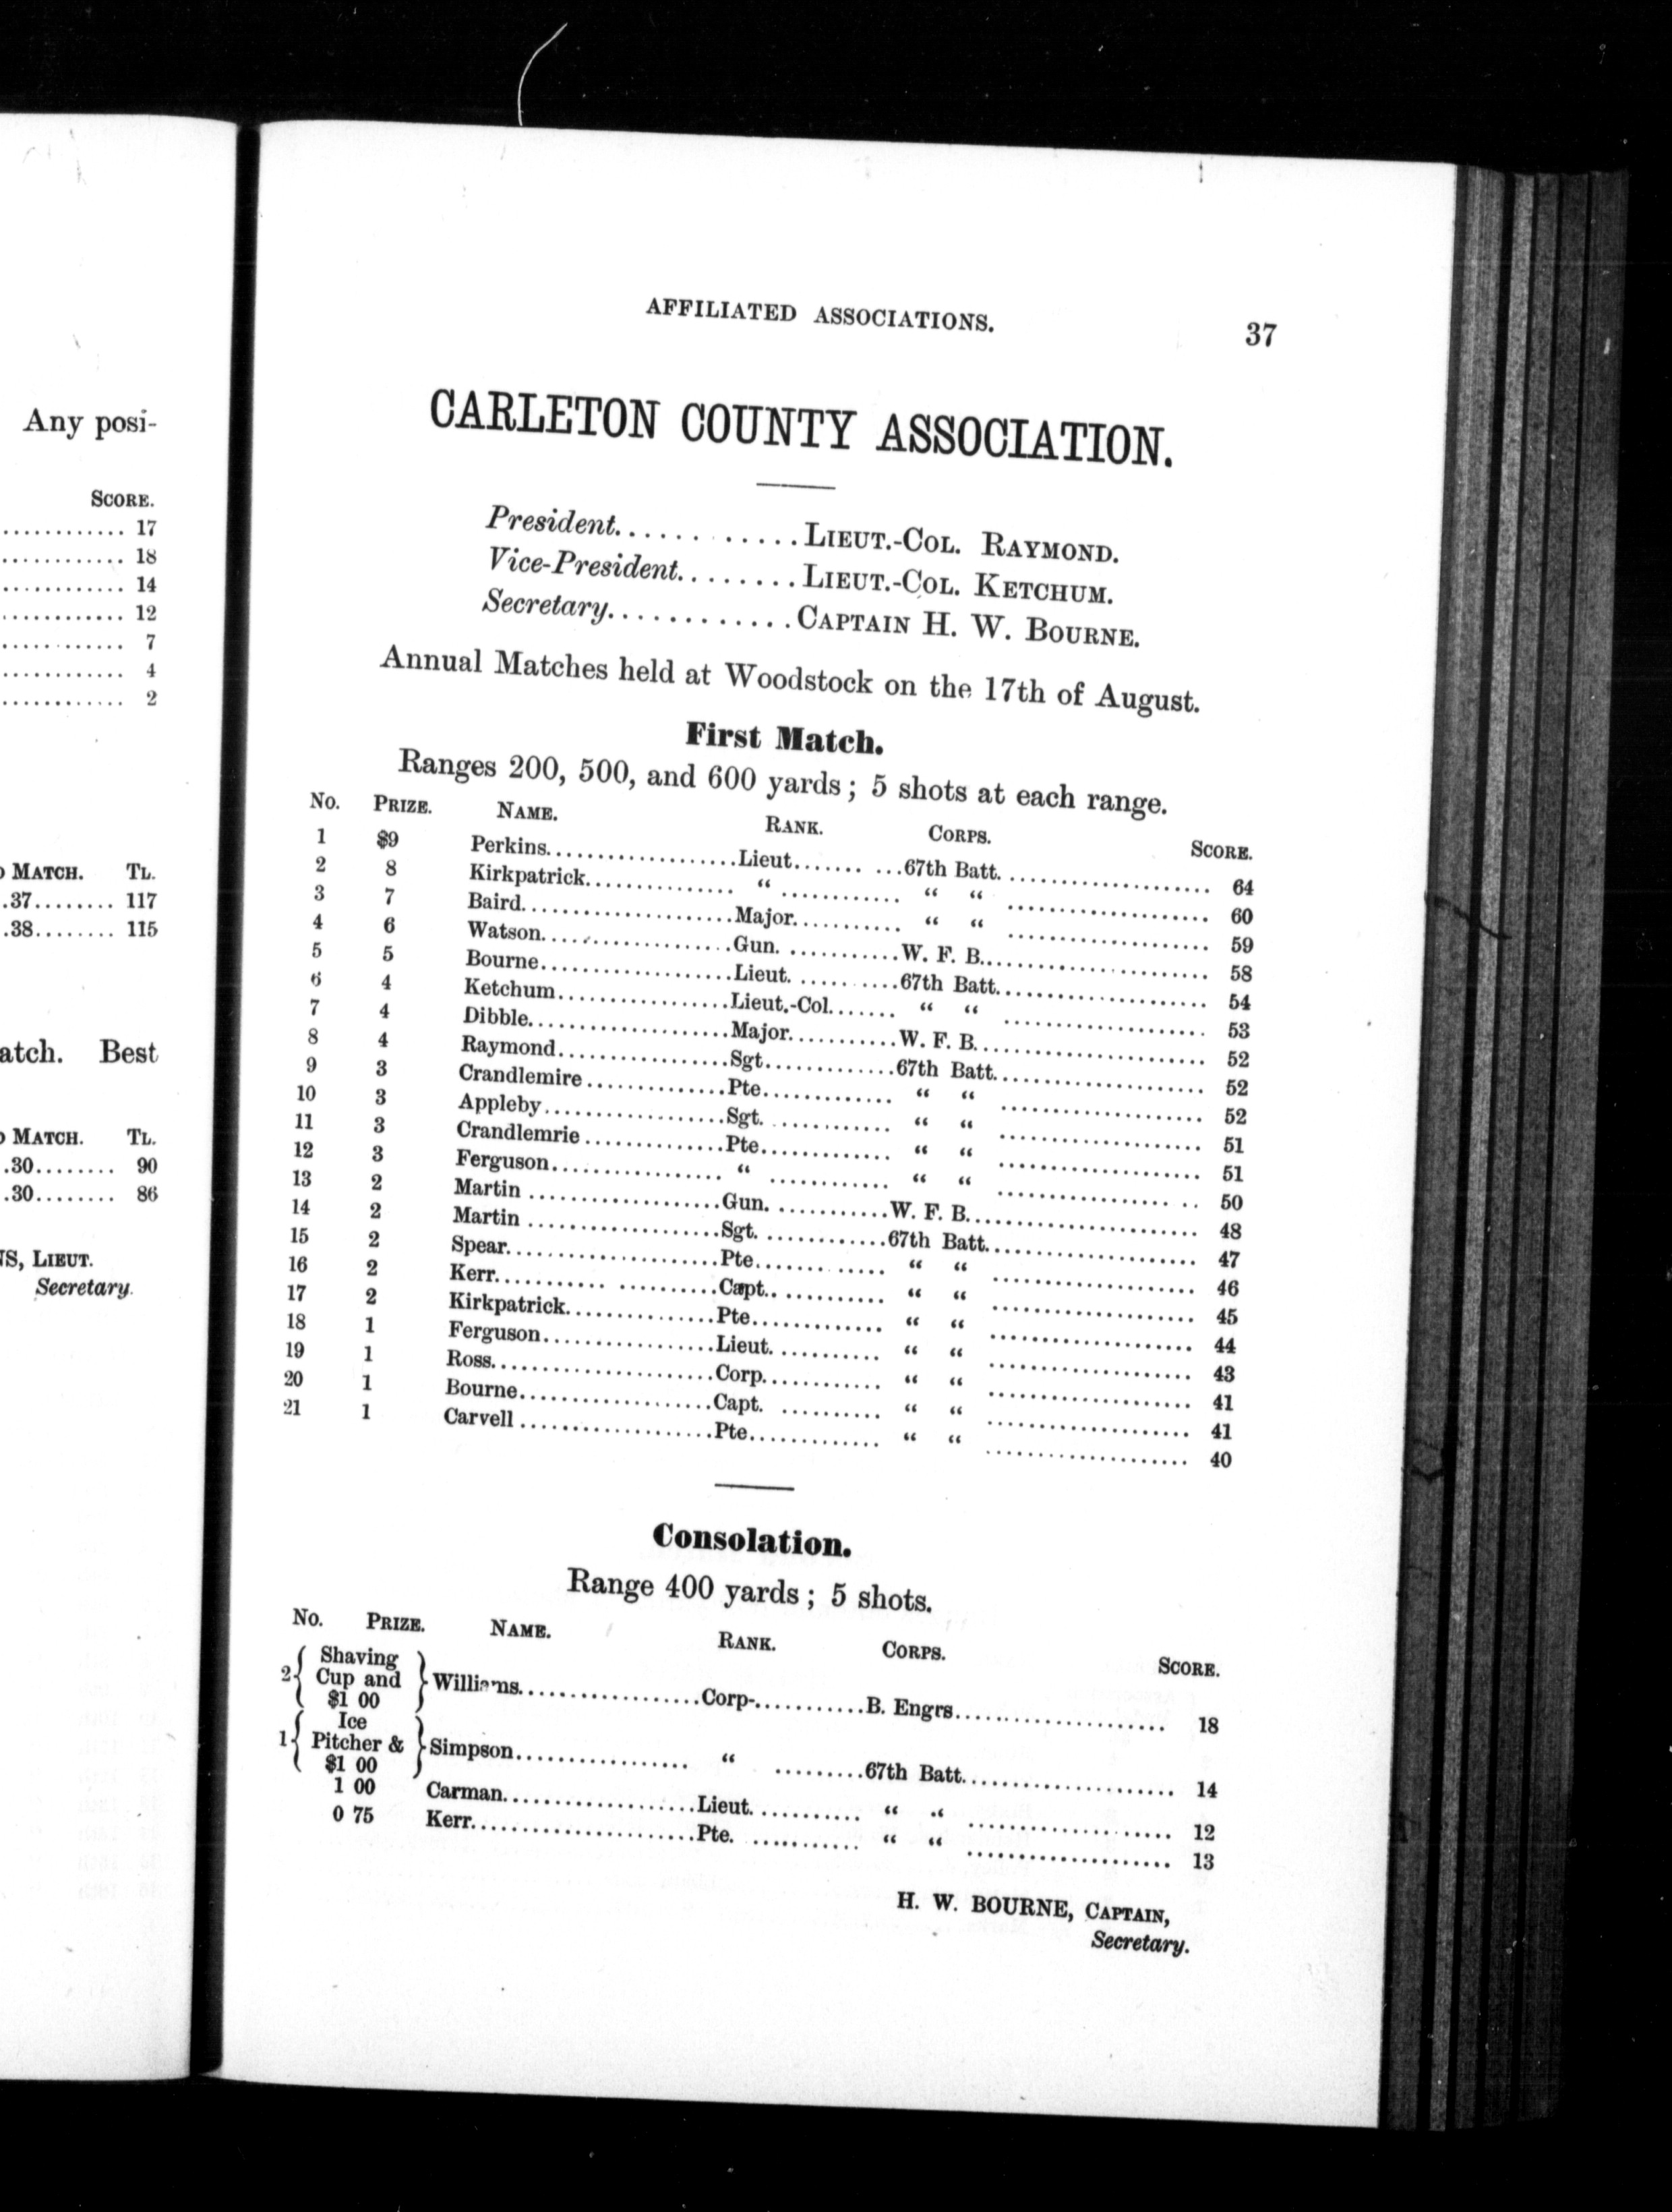 Any posi-
SCORE.
............ 17
............ 18
............ 14
............ 12
............ 7
............ 4
............ 2
MATCH. TL.
.37........ 117
.38........ 115
atch. Best
MATCH. TL.
.30........ 90
.30........ 86
LIEUT.
Secretary.
AFFILIATED ASSOCIATIONS. 37
CARLETON COUNTY ASSOCIATION.
President............LIEUT.-COL. RAYMOND.
Vice-President........LIEUT.-COL. KETCHUM.
Secretary............CAPTAIN H. W. BOURNE.
Annual Matches held at Woodstock on the 17th of August.
First Match.
Ranges 200, 500, and 600 yards; 5 shots at each range.
No. PRIZE. NAME. RANK. CORPS. SCORE.
1 $9 Perkins..................Lieut..........67th Batt..................... 64
2 8 Kirkpatrick.............. “ ............ “ “ .................... 60
3 7 Baird....................Major........... “ “ .................... 59
4 6 Watson..................Gun. ...........W. F. B...................... 58
5 5 Bourne..................Lieut. ..........67th Batt..................... 54
6 4 Ketchum................Lieut.-Col....... “ “ .................... 53
7 4 Dibble...................Major..........W. F. B...................... 52
8 4 Raymond................Sgt.............67th Batt.................... 52
9 3 Crandlemire.............Pte............. “ “ .................... 52
10 3 Appleby.................Sgt. ............ “ “ .................... 51
11 3 Crandlemrie.............Pte............. “ “ .................... 51
12 3 Ferguson................ “ ............ “ “ .................... 50
13 2 Martin ..................Gun. ...........W. F. B...................... 48
14 2 Martin ..................Sgt. ............67th Batt.................... 47
15 2 Spear....................Pte............. “ “ .................... 46
16 2 Kerr........... ..........Capt............ “ “ .................... 45
17 2 Kirkpatrick..............Pte............. “ “ .................... 44
18 1 Ferguson................Lieut. .......... “ “ .................... 43
19 1 Ross.....................Corp............ “ “ .................... 41
20 1 Bourne..................Capt. .......... “ “ .................... 41
21 1 Carvell ..................Pte............. “ “ .................... 40
Consolation.
Range 400 yards; 5 shots.
No. PRIZE. NAME. RANK. CORPS. SCORE.
2 { Shaving
Cup and } Williams..................Corp-..........B. Engrs.................... 18
$1 00
1 { Ice
Pitcher & } Simpson................. “ .........67th Batt..................... 14
$1 00
1 00 Carman...................Lieut........... “ “ .................... 12
0 75 Kerr......................Pte. ........... “ “ .................... 13
H. W. BOURNE, CAPTAIN,
Secretary.